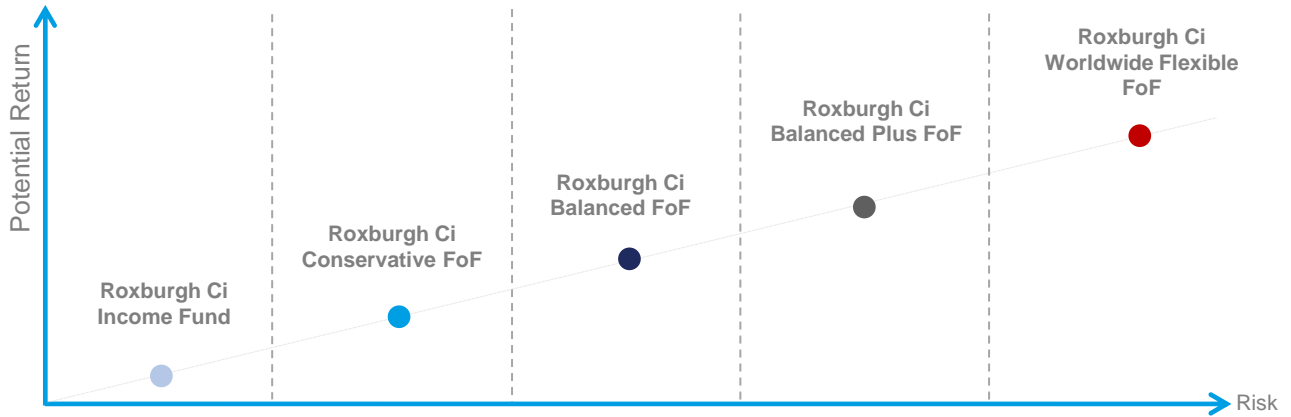 Potential Return
Roxburgh Ci
Income Fund
Roxburgh Ci
Conservative FoF
Roxburgh Ci
Balanced FoF
Roxburgh Ci
Balanced Plus FoF
Roxburgh Ci
Worldwide Flexible
FoF
Risk